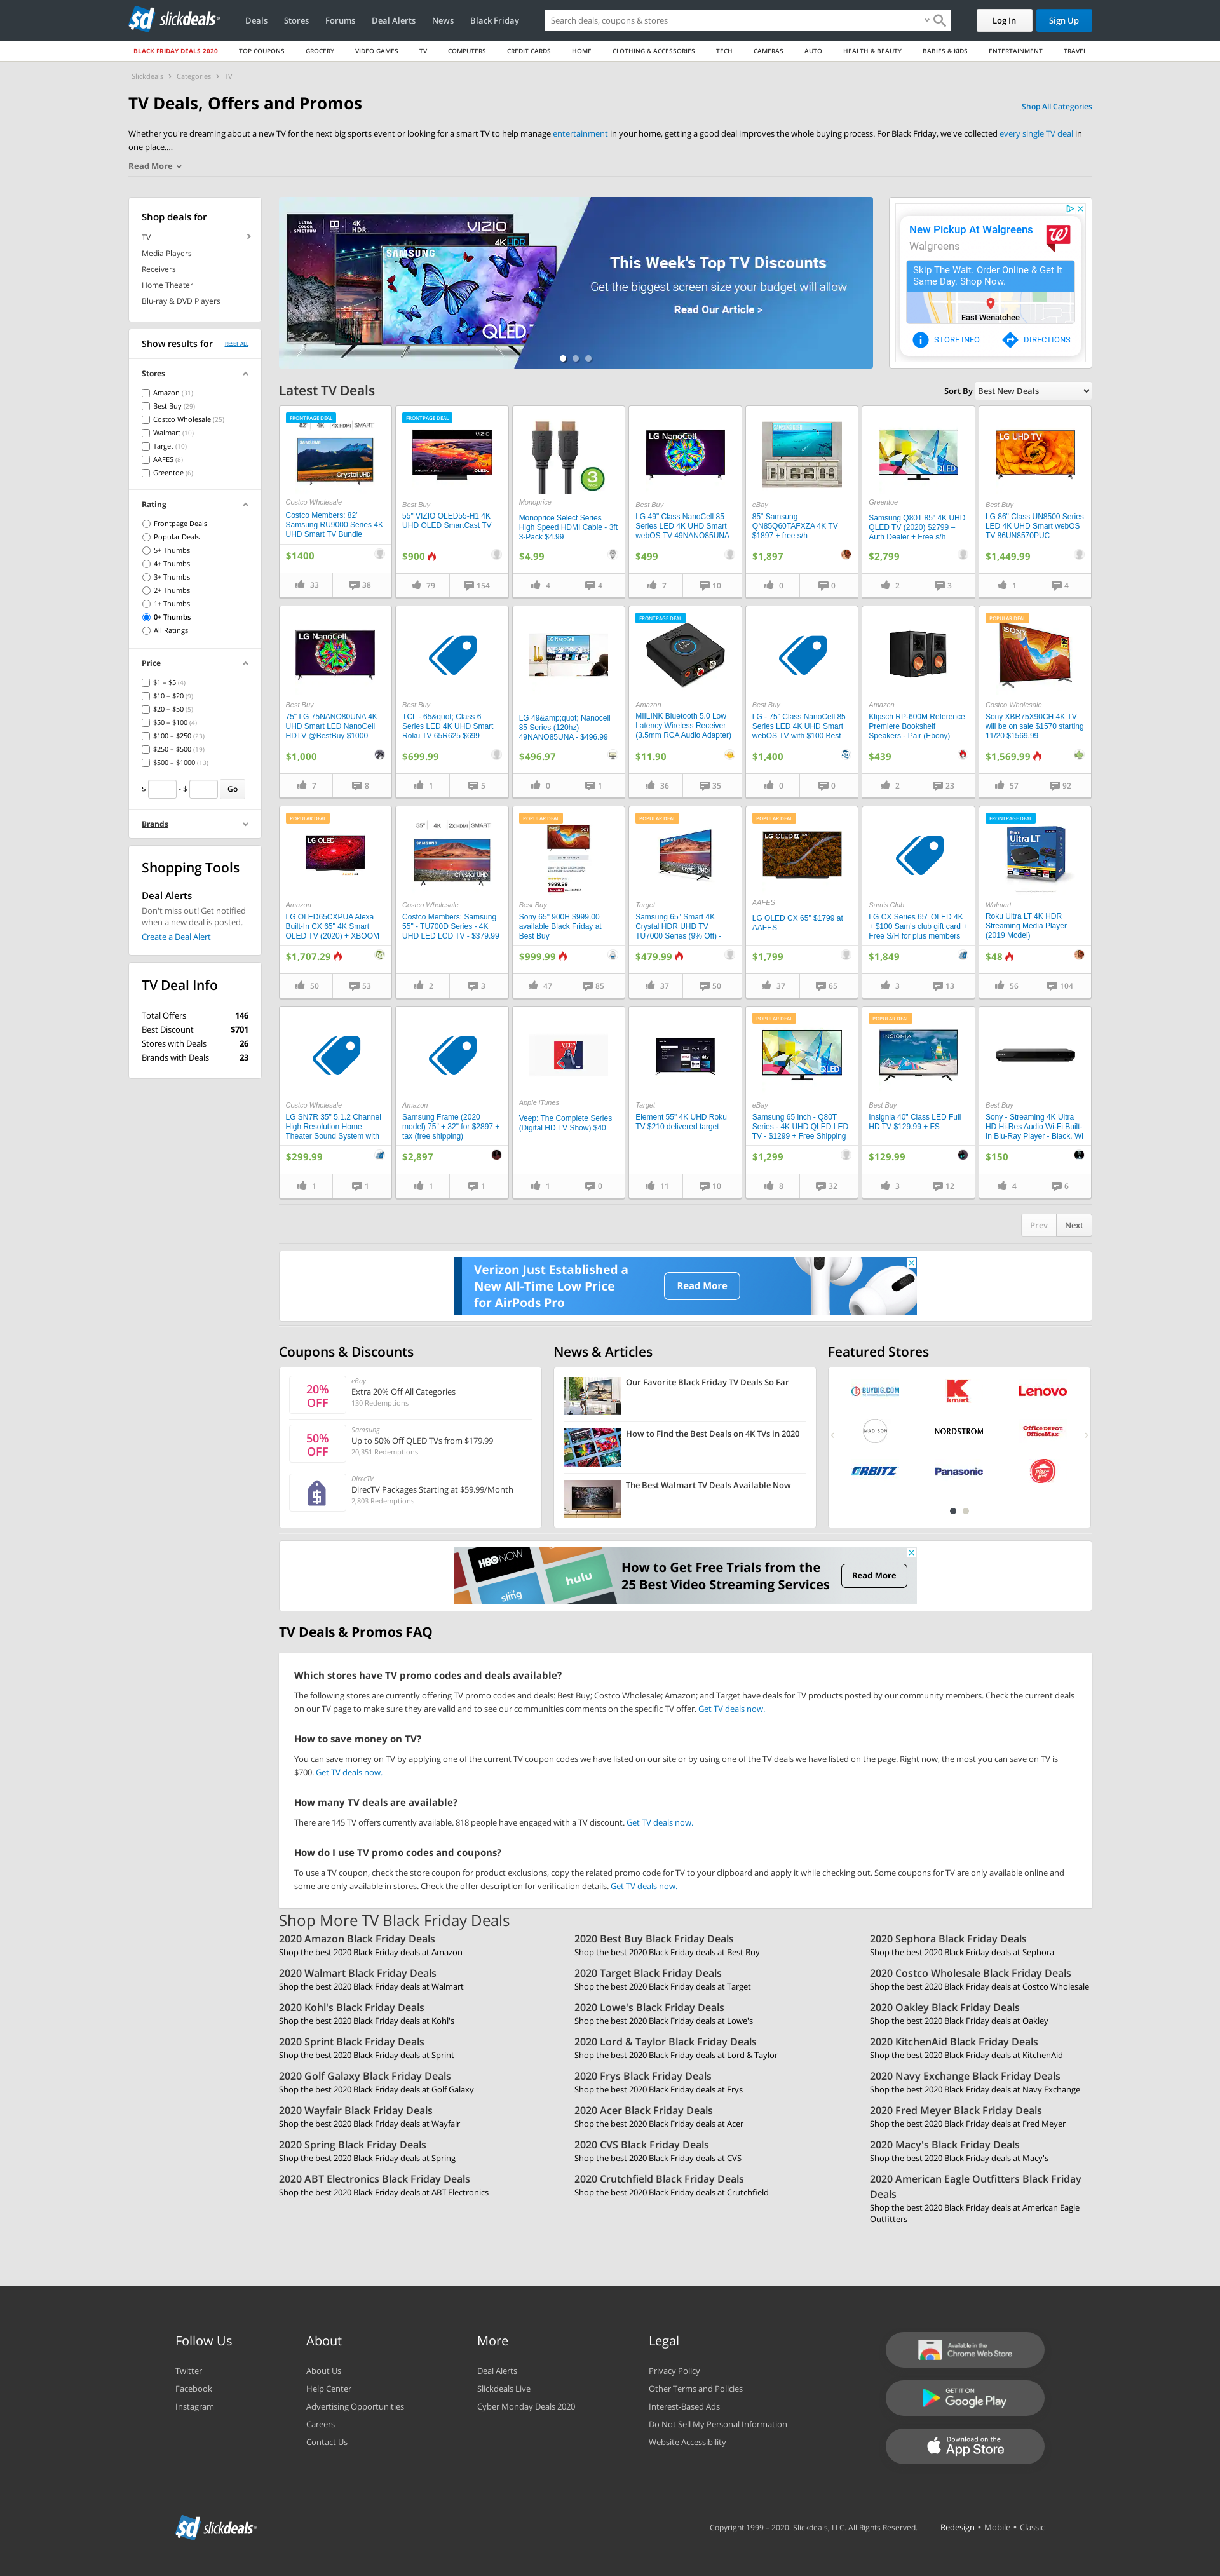 slickdeals
Deals Stores Forums Deal Alerts News Black Friday
Search deals, coupons & stores
Log In Sign Up
BLACK FRIDAY DEALS 2020 TOP COUPONS GROCERY VIDEO GAMES TV COMPUTERS CREDIT CARDS HOME CLOTHING & ACCESSORIES TECH CAMERAS AUTO HEALTH & BEAUTY BABIES & KIDS ENTERTAINMENT TRAVEL
Slickdeals › Categories › TV
TV Deals, Offers and Promos
Shop All Categories
Whether you're dreaming about a new TV for the next big sports event or looking for a smart TV to help manage entertainment in your home, getting a good deal improves the whole buying process. For Black Friday, we've collected every single TV deal in
one place....
Read More
Shop deals for
TV
Media Players
Receivers
Home Theater
Blu-ray & DVD Players
Show results for RESET ALL
Stores
Amazon (31)
Best Buy (29)
Costco Wholesale (25)
Walmart (10)
Target (10)
AAFES (8)
Greentoe (6)
Rating
Frontpage Deals
Popular Deals
5+ Thumbs
4+ Thumbs
3+ Thumbs
2+ Thumbs
1+ Thumbs
0+ Thumbs
All Ratings
Price
$1 – $5 (4)
$10 – $20 (9)
$20 – $50 (5)
$50 – $100 (4)
$100 – $250 (23)
$250 – $500 (19)
$500 – $1000 (13)
$ - $ Go
Brands
Shopping Tools
Deal Alerts
Don't miss out! Get notified
when a new deal is posted.
Create a Deal Alert
TV Deal Info
Total Offers 146
Best Discount $701
Stores with Deals 26
Brands with Deals 23
VIZIO
4K HDR
SAMSUNG
QLED
This Week's Top TV Discounts
Get the biggest screen size your budget will allow
Read Our Article >
New Pickup At Walgreens
Walgreens
Skip The Wait. Order Online & Get It
Same Day. Shop Now.
East Wenatchee
STORE INFO DIRECTIONS
Latest TV Deals
Sort By Best New Deals
FRONTPAGE DEAL
Costco Wholesale
Costco Members: 82"
Samsung RU9000 Series 4K
UHD Smart TV Bundle
$1400
33 38
FRONTPAGE DEAL
Best Buy
55" VIZIO OLED55-H1 4K
UHD OLED SmartCast TV
$900
79 154
Monoprice
Monoprice Select Series
High Speed HDMI Cable - 3ft
3-Pack $4.99
$4.99
4 4
LG NanoCell
Best Buy
LG 49" Class NanoCell 85
Series LED 4K UHD Smart
webOS TV 49NANO85UNA
$499
7 10
eBay
85" Samsung
QN85Q60TAFXZA 4K TV
$1897 + free s/h
$1,897
0 0
QLED
Greentoe
Samsung Q80T 85" 4K UHD
QLED TV (2020) $2799 –
Auth Dealer + Free s/h
$2,799
2 3
LG UHD TV
Best Buy
LG 86" Class UN8500 Series
LED 4K UHD Smart webOS
TV 86UN8570PUC
$1,449.99
1 4
LG NanoCell
Best Buy
75" LG 75NANO80UNA 4K
UHD Smart LED NanoCell
HDTV @BestBuy $1000
$1,000
7 8
Best Buy
TCL - 65&quot; Class 6
Series LED 4K UHD Smart
Roku TV 65R625 $699
$699.99
1 5
LG 49&amp;quot; Nanocell
85 Series (120hz)
49NANO85UNA - $496.99
$496.97
0 1
FRONTPAGE DEAL
Amazon
MIILINK Bluetooth 5.0 Low
Latency Wireless Receiver
(3.5mm RCA Audio Adapter)
$11.90
36 35
Best Buy
LG - 75" Class NanoCell 85
Series LED 4K UHD Smart
webOS TV with $100 Best
$1,400
0 0
Amazon
Klipsch RP-600M Reference
Premiere Bookshelf
Speakers - Pair (Ebony)
$439
2 23
POPULAR DEAL
SONY
Costco Wholesale
Sony XBR75X90CH 4K TV
will be on sale $1570 starting
11/20 $1569.99
$1,569.99
57 92
POPULAR DEAL
LG OLED
Amazon
LG OLED65CXPUA Alexa
Built-In CX 65" 4K Smart
OLED TV (2020) + XBOOM
$1,707.29
50 53
SAMSUNG
Crystal UHD
Costco Wholesale
Costco Members: Samsung
55" - TU700D Series - 4K
UHD LED LCD TV - $379.99
2 3
POPULAR DEAL
$999.99
Best Buy
Sony 65" 900H $999.00
available Black Friday at
Best Buy
$999.99
47 85
POPULAR DEAL
Target
Samsung 65" Smart 4K
Crystal HDR UHD TV
TU7000 Series (9% Off) -
$479.99
37 50
POPULAR DEAL
LG OLED
AAFES
LG OLED CX 65" $1799 at
AAFES
$1,799
37 65
Sam's Club
LG CX Series 65" OLED 4K
+ $100 Sam's club gift card +
Free S/H for plus members
$1,849
3 13
FRONTPAGE DEAL
Ultra LT
Walmart
Roku Ultra LT 4K HDR
Streaming Media Player
(2019 Model)
$48
56 104
Costco Wholesale
LG SN7R 35" 5.1.2 Channel
High Resolution Home
Theater Sound System with
$299.99
1 1
Amazon
Samsung Frame (2020
model) 75" + 32" for $2897 +
tax (free shipping)
$2,897
1 1
VEEP
Apple iTunes
Veep: The Complete Series
(Digital HD TV Show) $40
1 0
Target
Element 55" 4K UHD Roku
TV $210 delivered target
11 10
POPULAR DEAL
QLED
eBay
Samsung 65 inch - Q80T
Series - 4K UHD QLED LED
TV - $1299 + Free Shipping
$1,299
8 32
POPULAR DEAL
INSIGNIA
Best Buy
Insignia 40" Class LED Full
HD TV $129.99 + FS
$129.99
3 12
Best Buy
Sony - Streaming 4K Ultra
HD Hi-Res Audio Wi-Fi Built-
In Blu-Ray Player - Black. Wi
$150
4 6
Prev Next
Verizon Just Established a
New All-Time Low Price
for AirPods Pro
Read More
Coupons & Discounts
20% OFF
eBay
Extra 20% Off All Categories
130 Redemptions
50% OFF
Samsung
Up to 50% Off QLED TVs from $179.99
20,351 Redemptions
DirecTV
DirecTV Packages Starting at $59.99/Month
2,803 Redemptions
News & Articles
Our Favorite Black Friday TV Deals So Far
How to Find the Best Deals on 4K TVs in 2020
The Best Walmart TV Deals Available Now
Featured Stores
BUYDIG.COM kmart Lenovo
MADISON NORDSTROM Office DEPOT OfficeMax
ORBITZ Panasonic Pizza Hut
HBO NOW
sling
hulu
How to Get Free Trials from the
25 Best Video Streaming Services
Read More
TV Deals & Promos FAQ
Which stores have TV promo codes and deals available?
The following stores are currently offering TV promo codes and deals: Best Buy; Costco Wholesale; Amazon; and Target have deals for TV products posted by our community members. Check the current deals
on our TV page to make sure they are valid and to see our communities comments on the specific TV offer. Get TV deals now.
How to save money on TV?
You can save money on TV by applying one of the current TV coupon codes we have listed on our site or by using one of the TV deals we have listed on the page. Right now, the most you can save on TV is
$700. Get TV deals now.
How many TV deals are available?
There are 145 TV offers currently available. 818 people have engaged with a TV discount. Get TV deals now.
How do I use TV promo codes and coupons?
To use a TV coupon, check the store coupon for product exclusions, copy the related promo code for TV to your clipboard and apply it while checking out. Some coupons for TV are only available online and
some are only available in stores. Check the offer description for verification details. Get TV deals now.
Shop More TV Black Friday Deals
2020 Amazon Black Friday Deals
Shop the best 2020 Black Friday deals at Amazon
2020 Best Buy Black Friday Deals
Shop the best 2020 Black Friday deals at Best Buy
2020 Sephora Black Friday Deals
Shop the best 2020 Black Friday deals at Sephora
2020 Walmart Black Friday Deals
Shop the best 2020 Black Friday deals at Walmart
2020 Target Black Friday Deals
Shop the best 2020 Black Friday deals at Target
2020 Costco Wholesale Black Friday Deals
Shop the best 2020 Black Friday deals at Costco Wholesale
2020 Kohl's Black Friday Deals
Shop the best 2020 Black Friday deals at Kohl's
2020 Lowe's Black Friday Deals
Shop the best 2020 Black Friday deals at Lowe's
2020 Oakley Black Friday Deals
Shop the best 2020 Black Friday deals at Oakley
2020 Sprint Black Friday Deals
Shop the best 2020 Black Friday deals at Sprint
2020 Lord & Taylor Black Friday Deals
Shop the best 2020 Black Friday deals at Lord & Taylor
2020 KitchenAid Black Friday Deals
Shop the best 2020 Black Friday deals at KitchenAid
2020 Golf Galaxy Black Friday Deals
Shop the best 2020 Black Friday deals at Golf Galaxy
2020 Frys Black Friday Deals
Shop the best 2020 Black Friday deals at Frys
2020 Navy Exchange Black Friday Deals
Shop the best 2020 Black Friday deals at Navy Exchange
2020 Wayfair Black Friday Deals
Shop the best 2020 Black Friday deals at Wayfair
2020 Acer Black Friday Deals
Shop the best 2020 Black Friday deals at Acer
2020 Fred Meyer Black Friday Deals
Shop the best 2020 Black Friday deals at Fred Meyer
2020 Spring Black Friday Deals
Shop the best 2020 Black Friday deals at Spring
2020 CVS Black Friday Deals
Shop the best 2020 Black Friday deals at CVS
2020 Macy's Black Friday Deals
Shop the best 2020 Black Friday deals at Macy's
2020 ABT Electronics Black Friday Deals
Shop the best 2020 Black Friday deals at ABT Electronics
2020 Crutchfield Black Friday Deals
Shop the best 2020 Black Friday deals at Crutchfield
2020 American Eagle Outfitters Black Friday
Deals
Shop the best 2020 Black Friday deals at American Eagle
Outfitters
Follow Us
Twitter
Facebook
Instagram
About
About Us
Help Center
Advertising Opportunities
Careers
Contact Us
More
Deal Alerts
Slickdeals Live
Cyber Monday Deals 2020
Legal
Privacy Policy
Other Terms and Policies
Interest-Based Ads
Do Not Sell My Personal Information
Website Accessibility
Available in the
Chrome Web Store
GET IT ON
Google Play
Download on the
App Store
slickdeals
Copyright 1999 – 2020. Slickdeals, LLC. All Rights Reserved. Redesign • Mobile • Classic